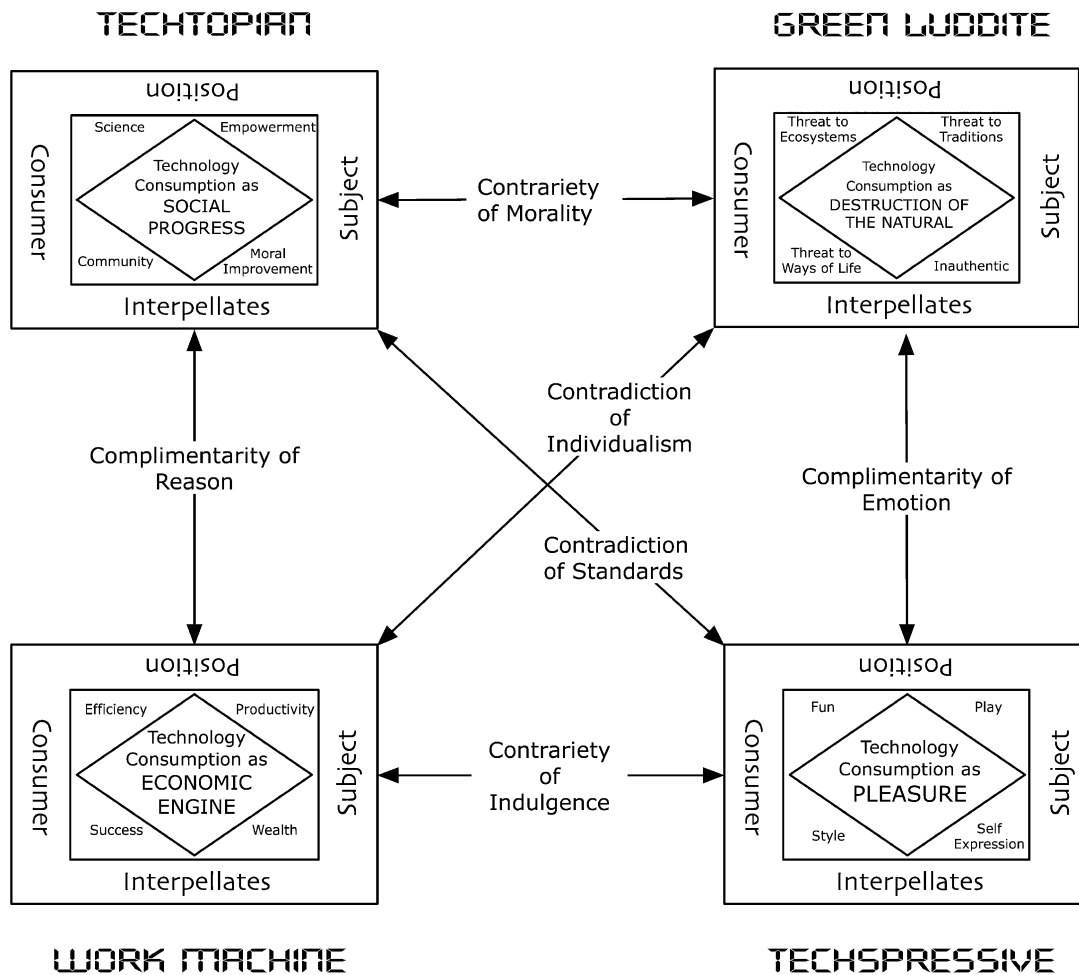 TECHTOPIAN
GREEN LUDDITE
Position
Consumer
Science
Empowerment
Technology
Consumption as
SOCIAL
PROGRESS
Community
Moral
Improvement
Subject
Interpellates
Contrariety
of Morality
Position
Consumer
Threat to
Ecosystems
Threat to
Traditions
Technology
Consumption as
DESTRUCTION OF
THE NATURAL
Threat to
Ways of Life
Inauthentic
Subject
Interpellates
Complimentarity of
Reason
Contradiction
of
Individualism
Contradiction
of Standards
Complimentarity of
Emotion
Position
Consumer
Efficiency
Productivity
Technology
Consumption as
ECONOMIC
ENGINE
Success
Wealth
Subject
Interpellates
Contrariety
of
Indulgence
Position
Consumer
Fun
Play
Technology
Consumption as
PLEASURE
Style
Self
Expression
Subject
Interpellates
WORK MACHINE
TECHSPRESSIVE